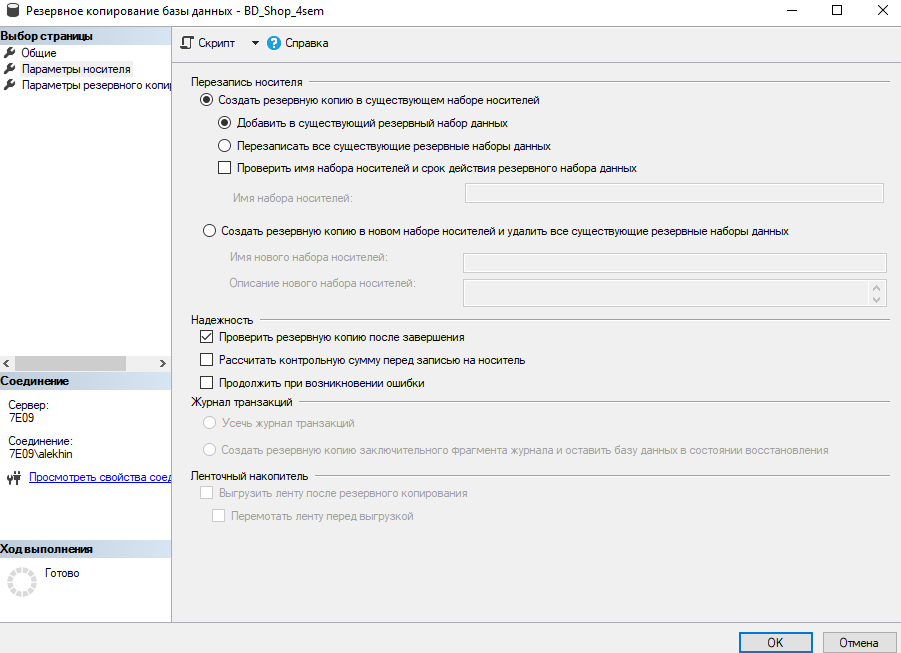 Резервное копирование базы данных - BD_Shop_4sem
Выбор страницы
Общие
Параметры носителя
Параметры резервного копи
Скрипт
Справка
Перезапись носителя
Создать резервную копию в существующем наборе носителей
Добавить в существующий резервный набор данных
Перезаписать все существующие резервные наборы данных
Проверить имя набора носителей и срок действия резервного набора данных
Имя набора носителей:
Создать резервную копию в новом наборе носителей и удалить все существующие резервные наборы данных
Имя нового набора носителей:
Описание нового набора носителей:
Надежность
Проверить резервную копию после завершения
Рассчитать контрольную сумму перед записью на носитель
Продолжить при возникновении ошибки
Журнал транзакций
Усечь журнал транзакций
Создать резервную копию заключительного фрагмента журнала и оставить базу данных в состоянии восстановления
Ленточный накопитель
Выгрузить ленту после резервного копирования
Перемотать ленту перед выгрузкой
Соединение
Сервер:
7E09
Соединение:
7E09\alekhin
Просмотреть свойства соед
Ход выполнения
Готово
OK
Отмена